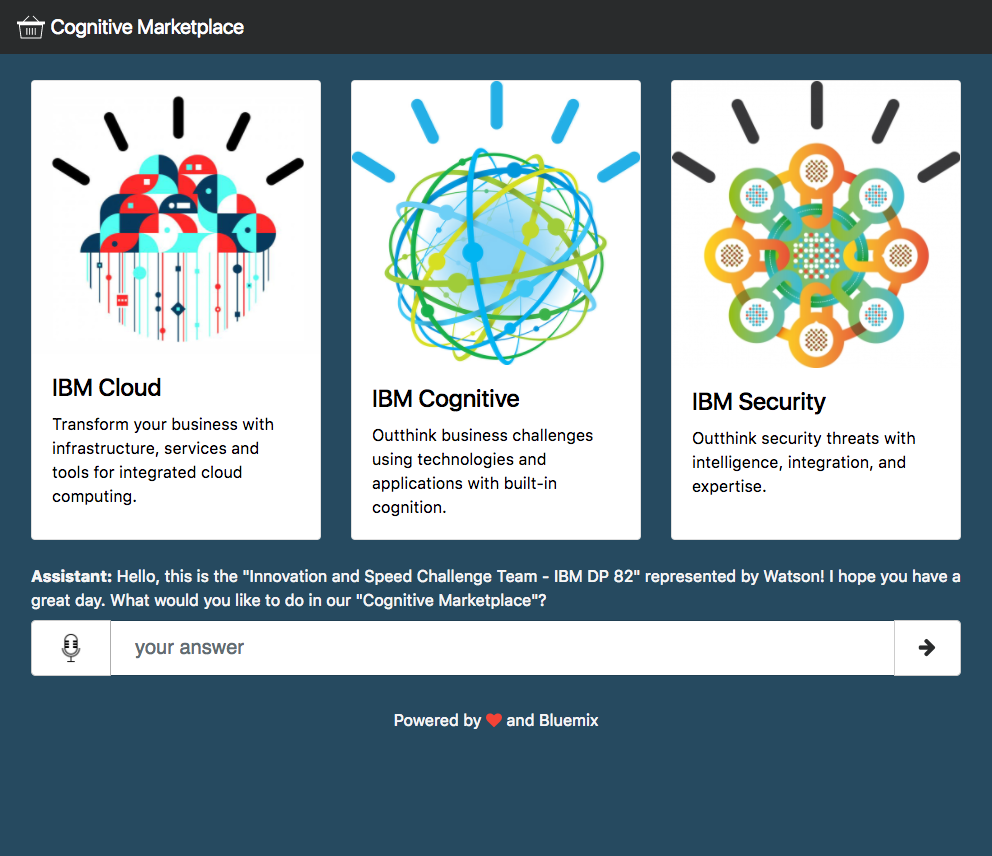 Cognitive Marketplace
IBM Cloud
Transform your business with
infrastructure, services and
tools for integrated cloud
computing.
IBM Cognitive
Outthink business challenges
using technologies and
applications with built-in
cognition.
IBM Security
Outthink security threats with
intelligence, integration, and
expertise.
Assistant: Hello, this is the "Innovation and Speed Challenge Team - IBM DP 82" represented by Watson! I hope you have a
great day. What would you like to do in our "Cognitive Marketplace"?
your answer
Powered by ❤ and Bluemix